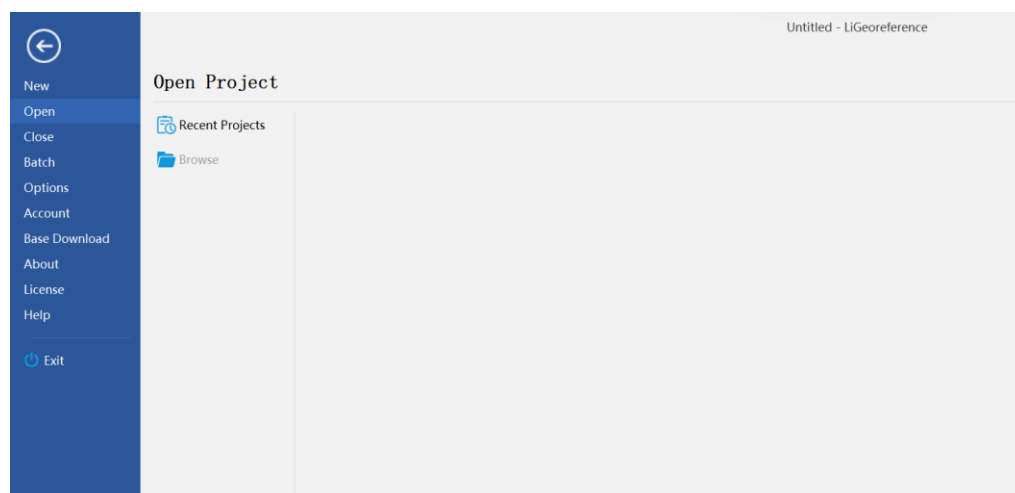 Untitled - LiGeoreference
New
Open
Close
Batch
Options
Account
Base Download
About
License
Help
Exit
Open Project
Recent Projects
Browse